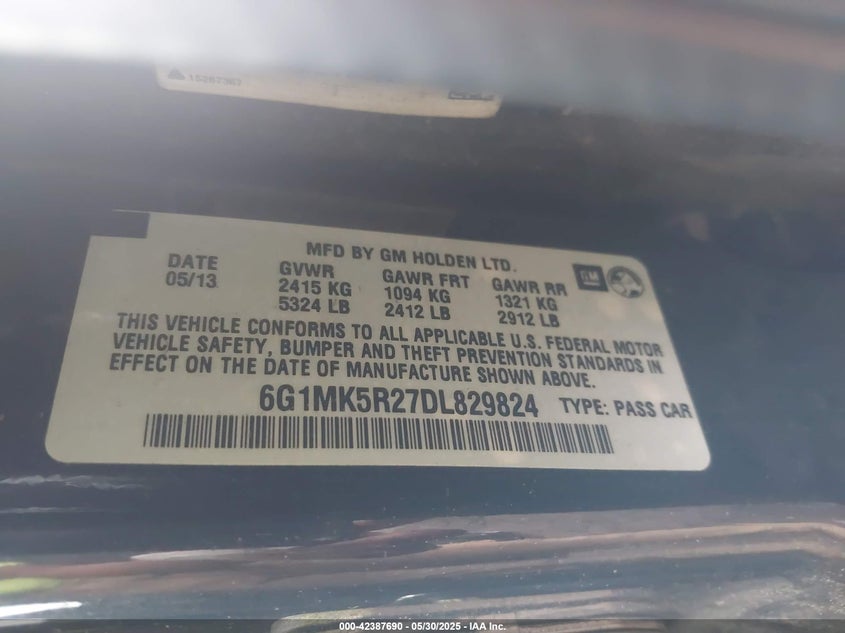 15287367
MFD BY GM HOLDEN LTD.
DATE GVWR GAWR FRT GAWR RR
05/13 2415 KG 1094 KG 1321 KG
5324 LB 2412 LB 2912 LB
GM
THIS VEHICLE CONFORMS TO ALL APPLICABLE U.S. FEDERAL MOTOR
VEHICLE SAFETY, BUMPER AND THEFT PREVENTION STANDARDS IN
EFFECT ON THE DATE OF MANUFACTURE SHOWN ABOVE.
6G1MK5R27DL829824 TYPE: PASS CAR
000-42387690 - 05/30/2025 - IAA Inc.